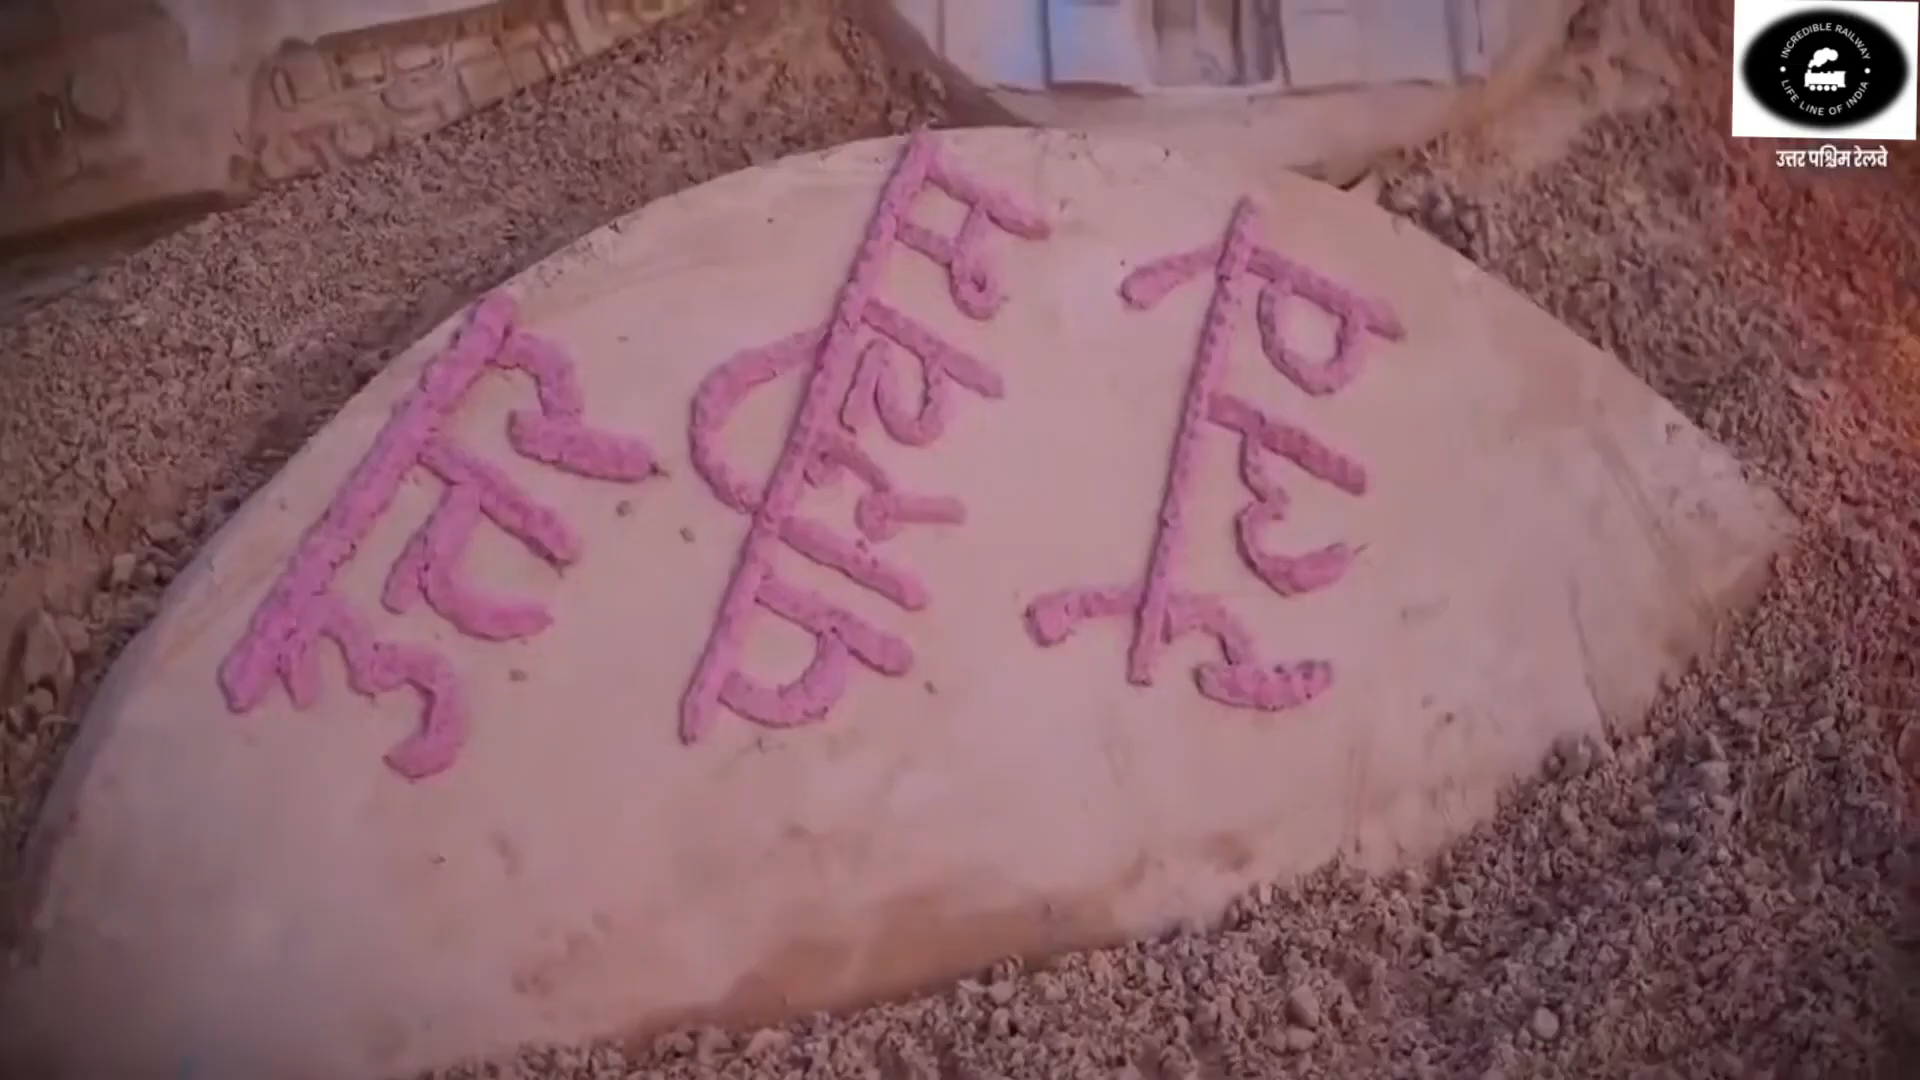 उत्तर
पश्चिम
रेलवे
INCREDIBLE RAILWAY
LIFE LINE OF INDIA
उत्तर पश्चिम रेलवे